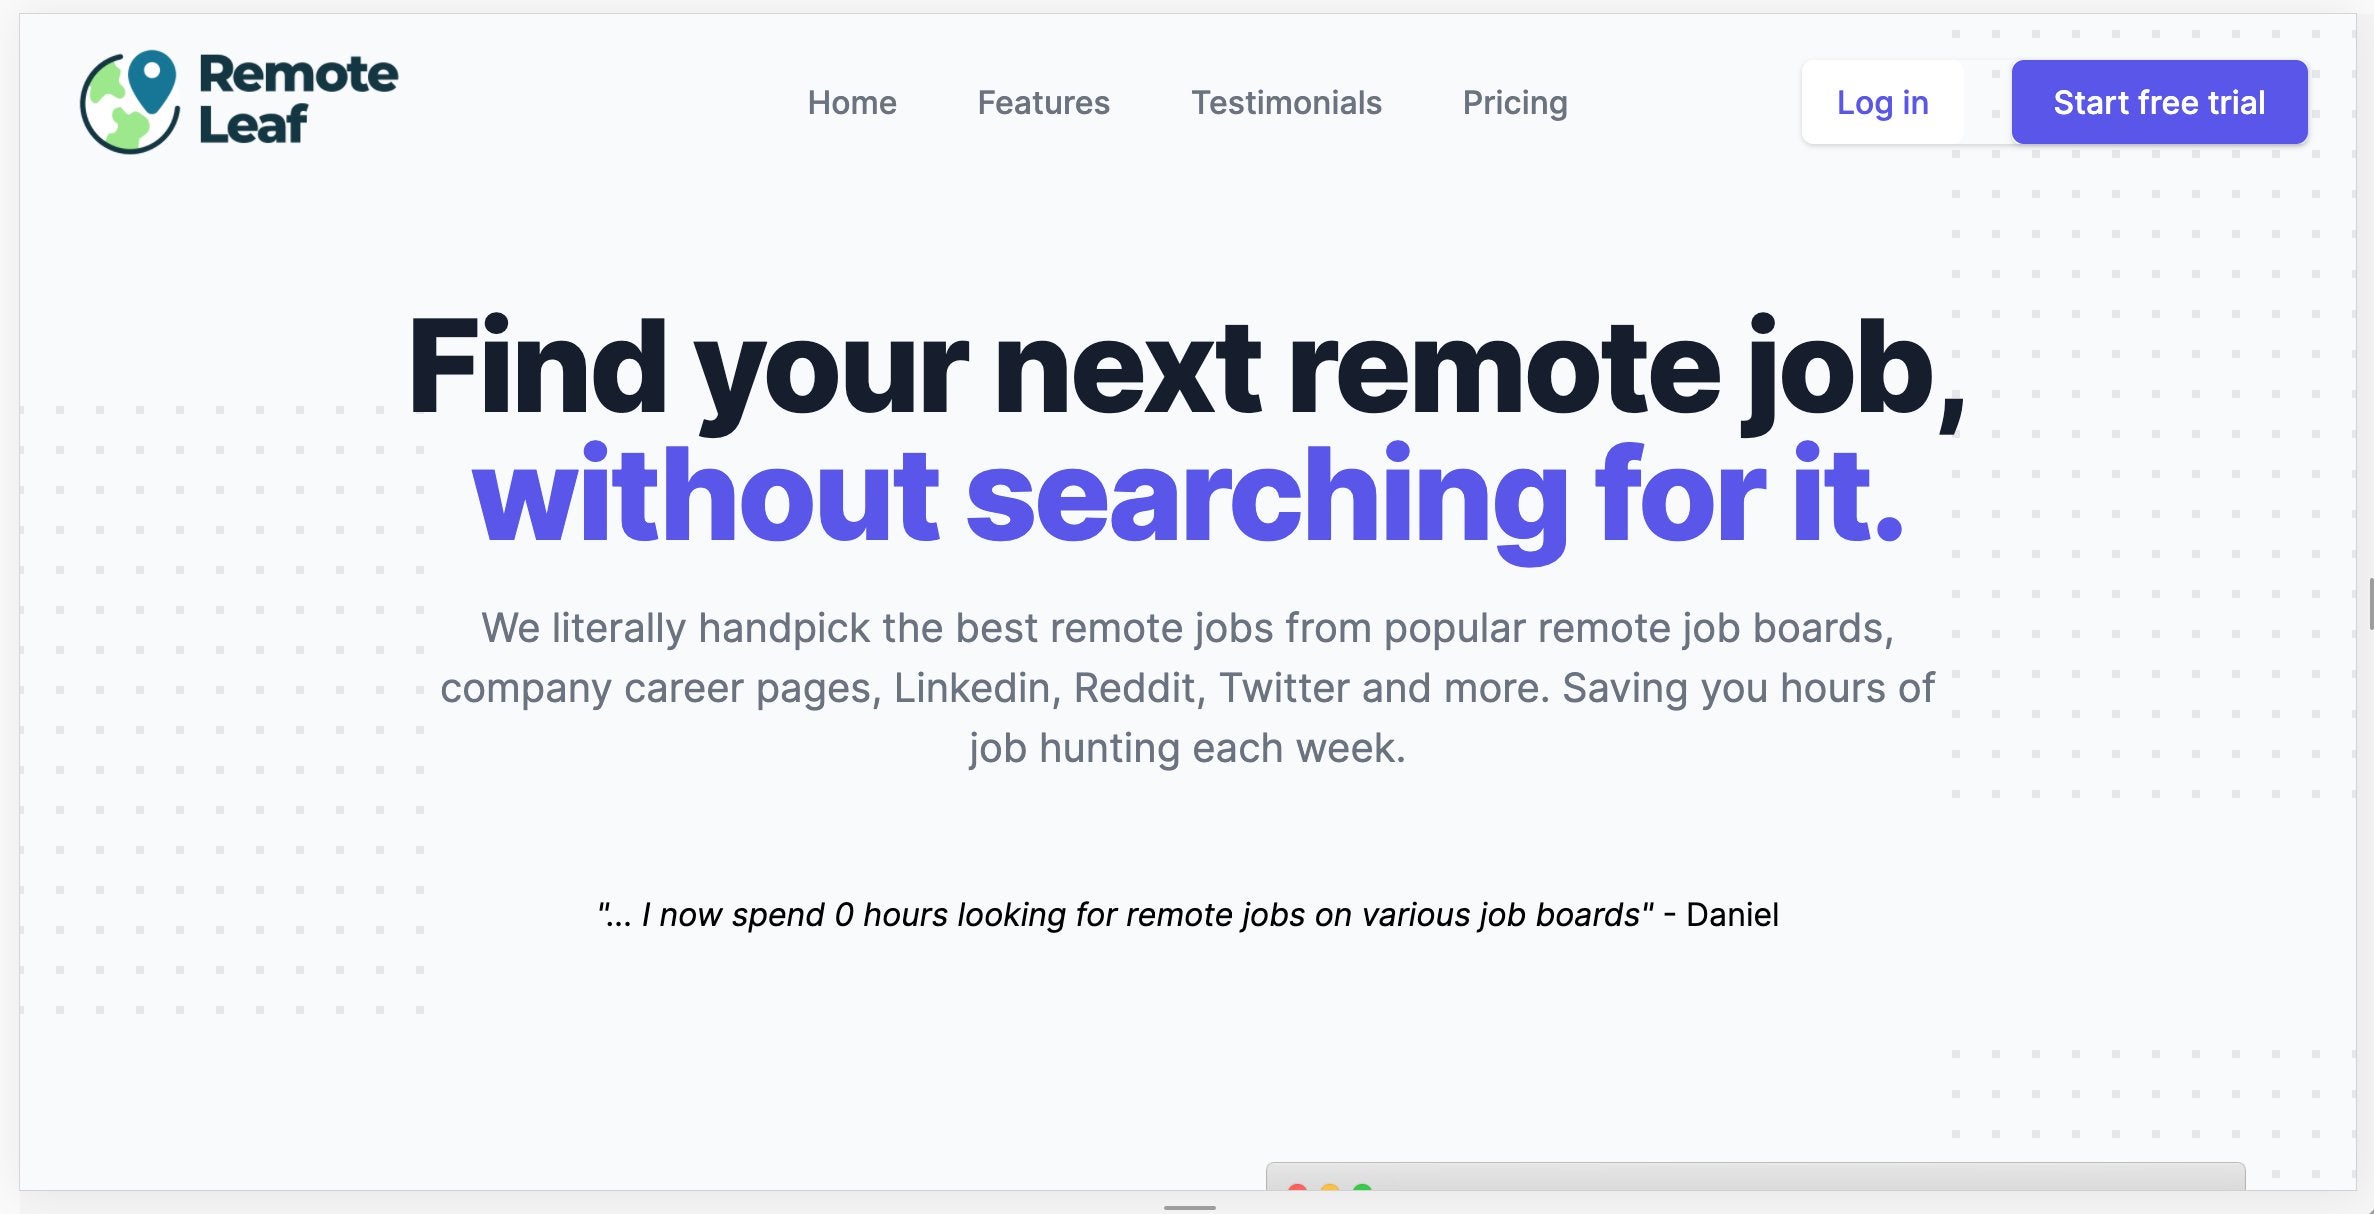 Remote
Leaf
Home
Features
Testimonials
Pricing
Log in
Start free trial
Find your next remote job,
without searching for it.
We literally handpick the best remote jobs from popular remote job boards,
company career pages, Linkedin, Reddit, Twitter and more. Saving you hours of
job hunting each week.
"... I now spend 0 hours looking for remote jobs on various job boards" - Daniel